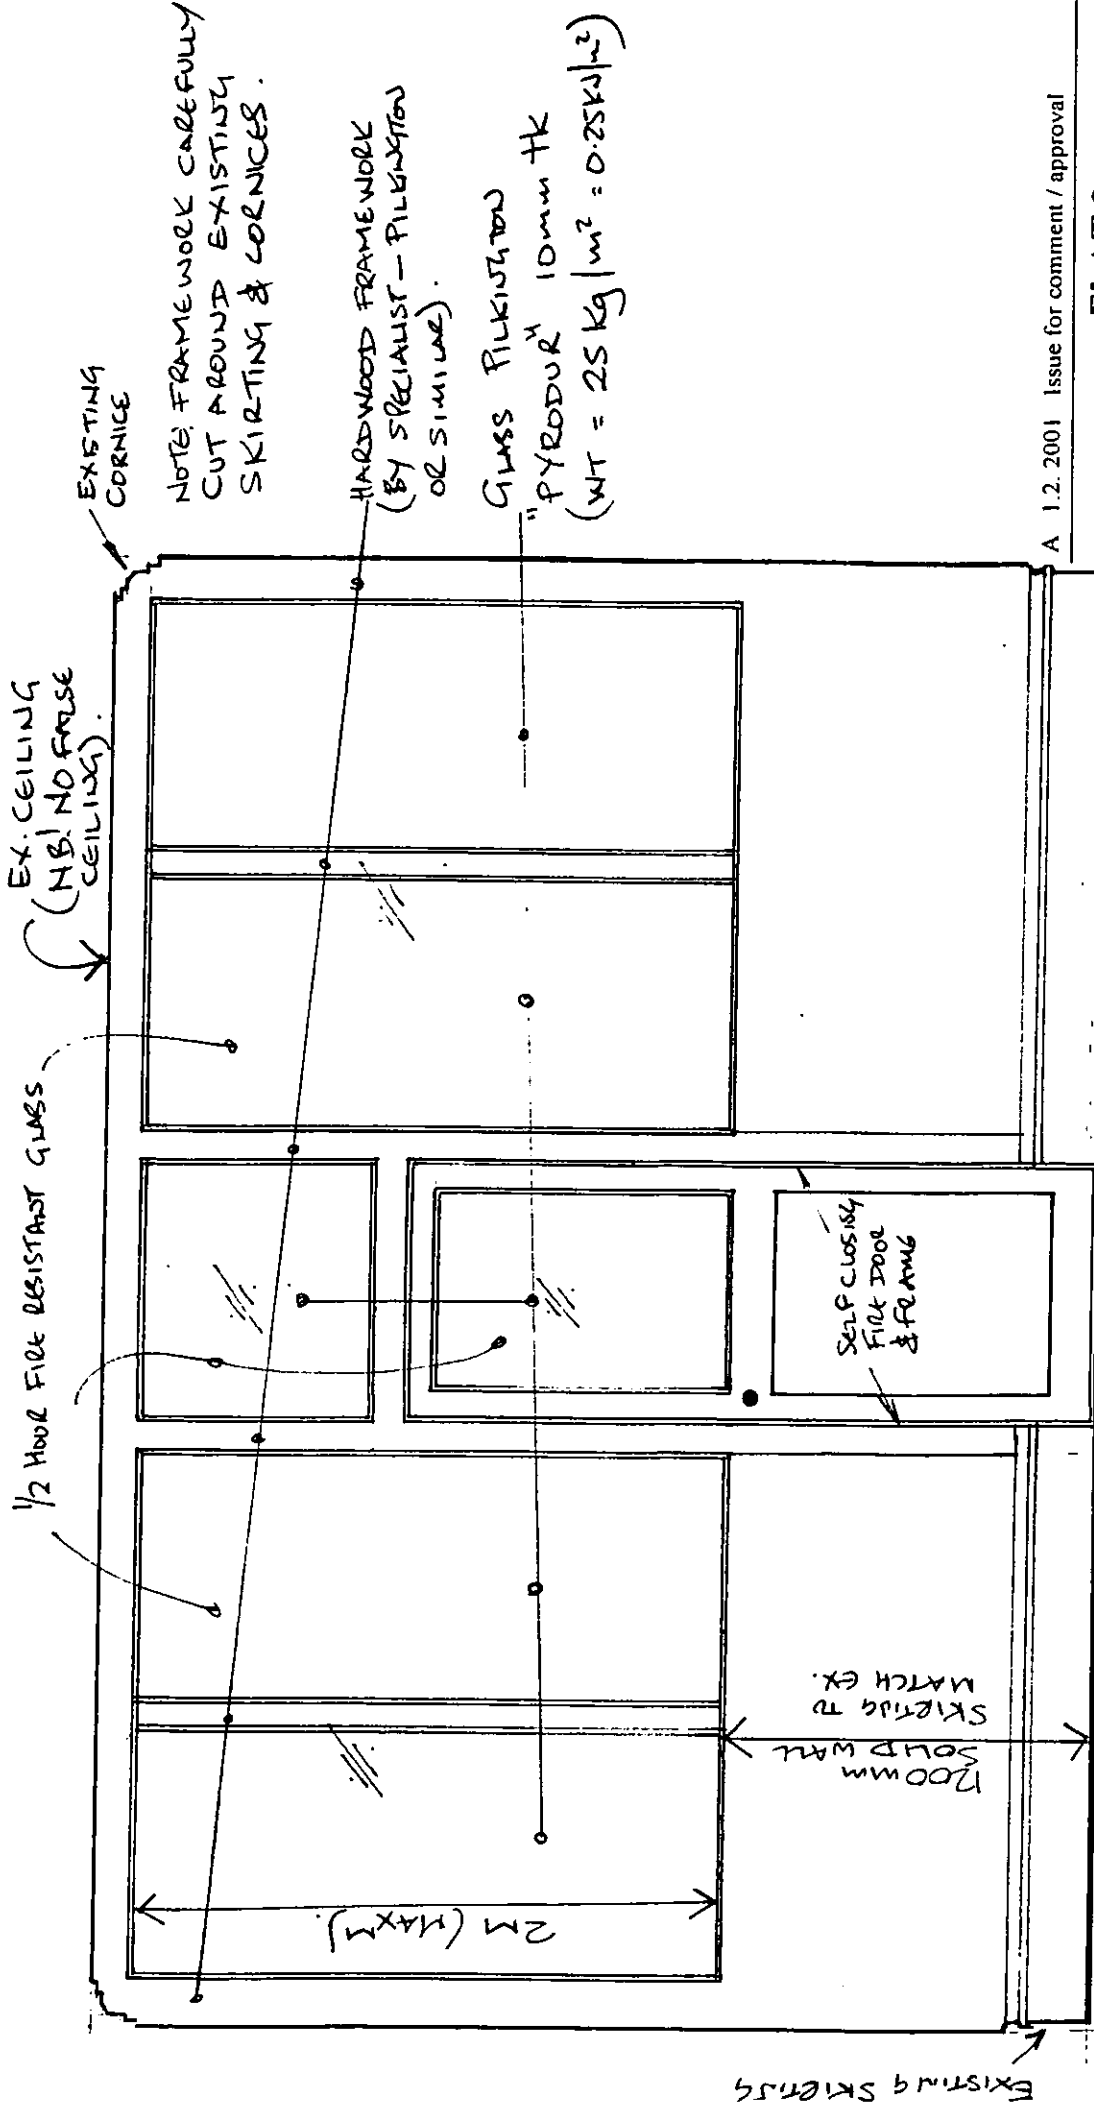 EX. CEILING
(NB! NO FALSE
CEILING).
EXISTING
CORNICE
NOTE! FRAMEWORK CAREFULLY
CUT AROUND EXISTING
SKIRTING & CORNICES.
1/2 HOUR FIRE RESISTANT GLASS
HARDWOOD FRAMEWORK
(BY SPECIALIST - PILKINGTON
OR SIMILAR).
GLASS PILKINGTON
"PYRODUR" 10mm tk
(WT = 25 kg/m² = 0.25kN/m²)
2M (MAXM).
SELF CLOSING
FIRE DOOR
& FRAME
1200mm
SOLID WALL
SKIRTING TO
MATCH EX.
EXISTING SKIRTING
A 1.2.2001 Issue for comment / approval